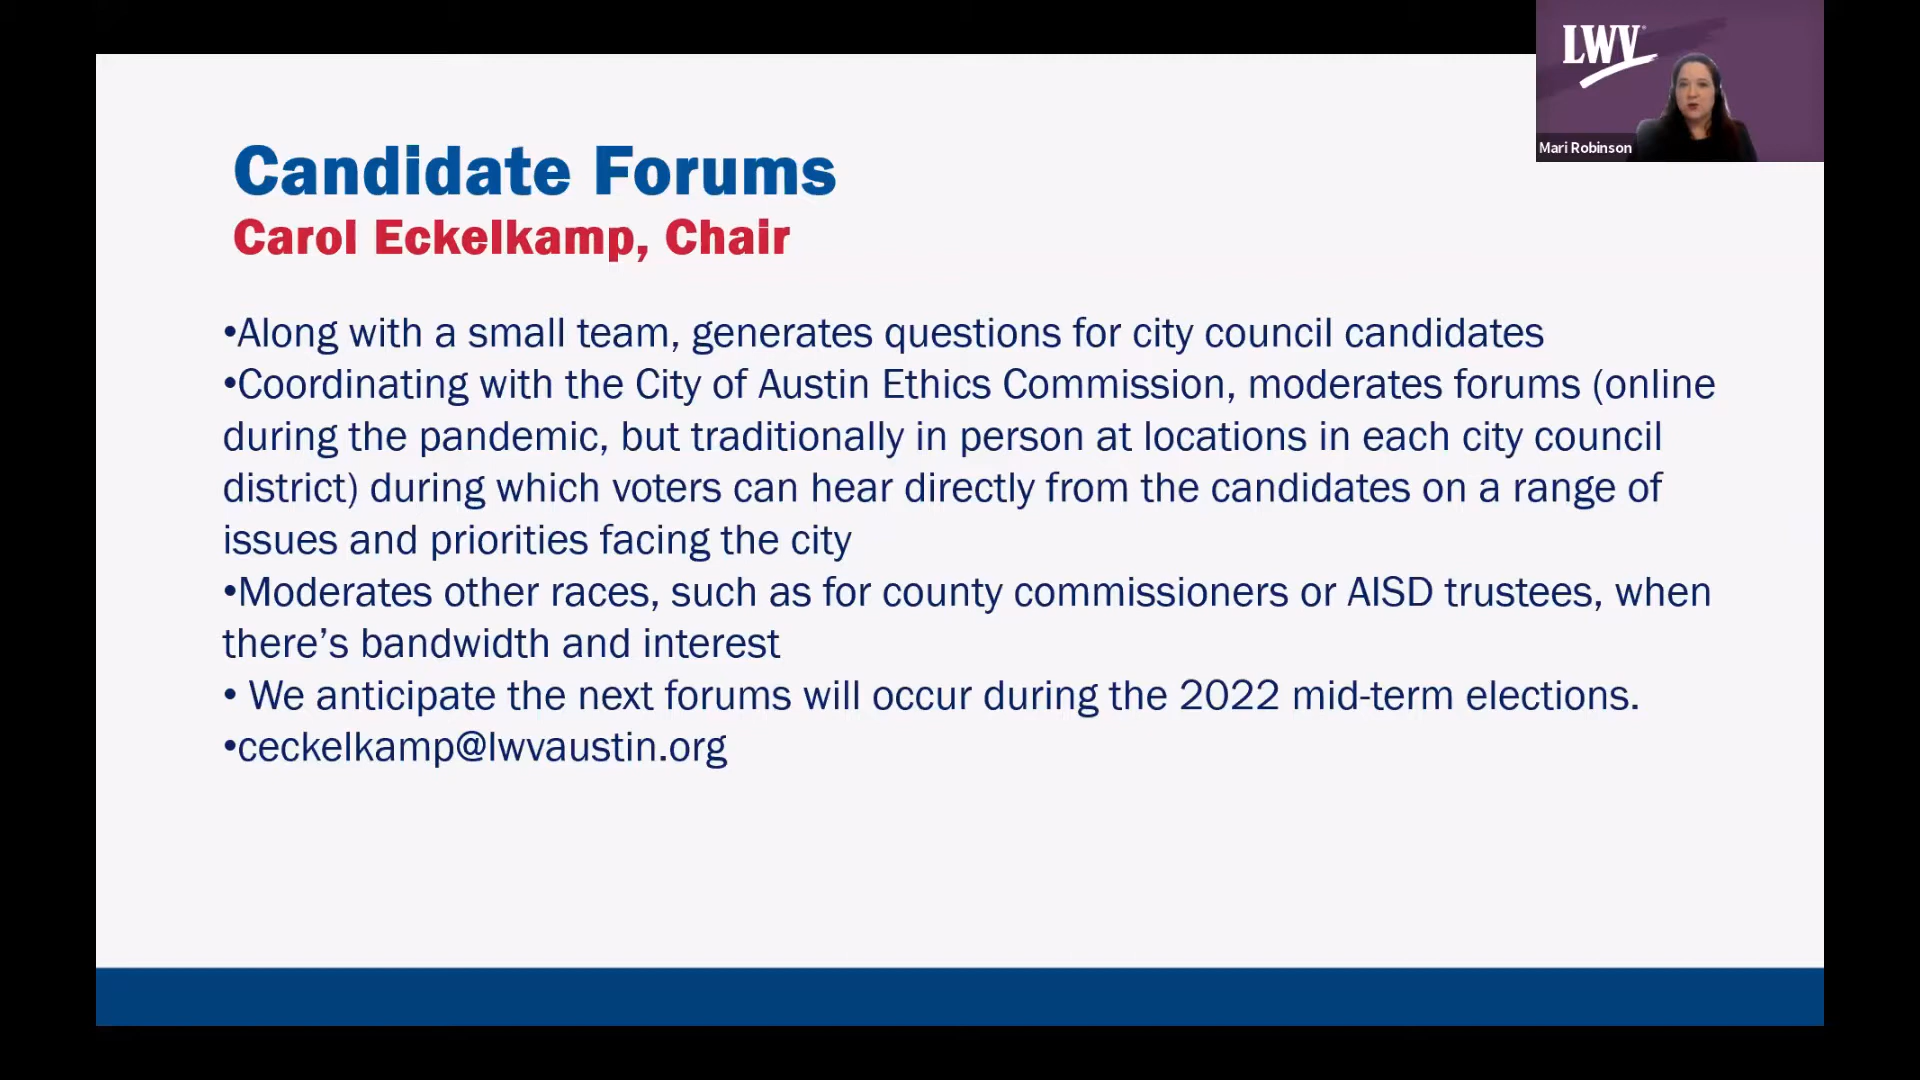 LWV
Mari Robinson
Candidate Forums
Carol Eckelkamp, Chair
•Along with a small team, generates questions for city council candidates
•Coordinating with the City of Austin Ethics Commission, moderates forums (online
during the pandemic, but traditionally in person at locations in each city council
district) during which voters can hear directly from the candidates on a range of
issues and priorities facing the city
•Moderates other races, such as for county commissioners or AISD trustees, when
there’s bandwidth and interest
• We anticipate the next forums will occur during the 2022 mid-term elections.
•ceckelkamp@lwvaustin.org